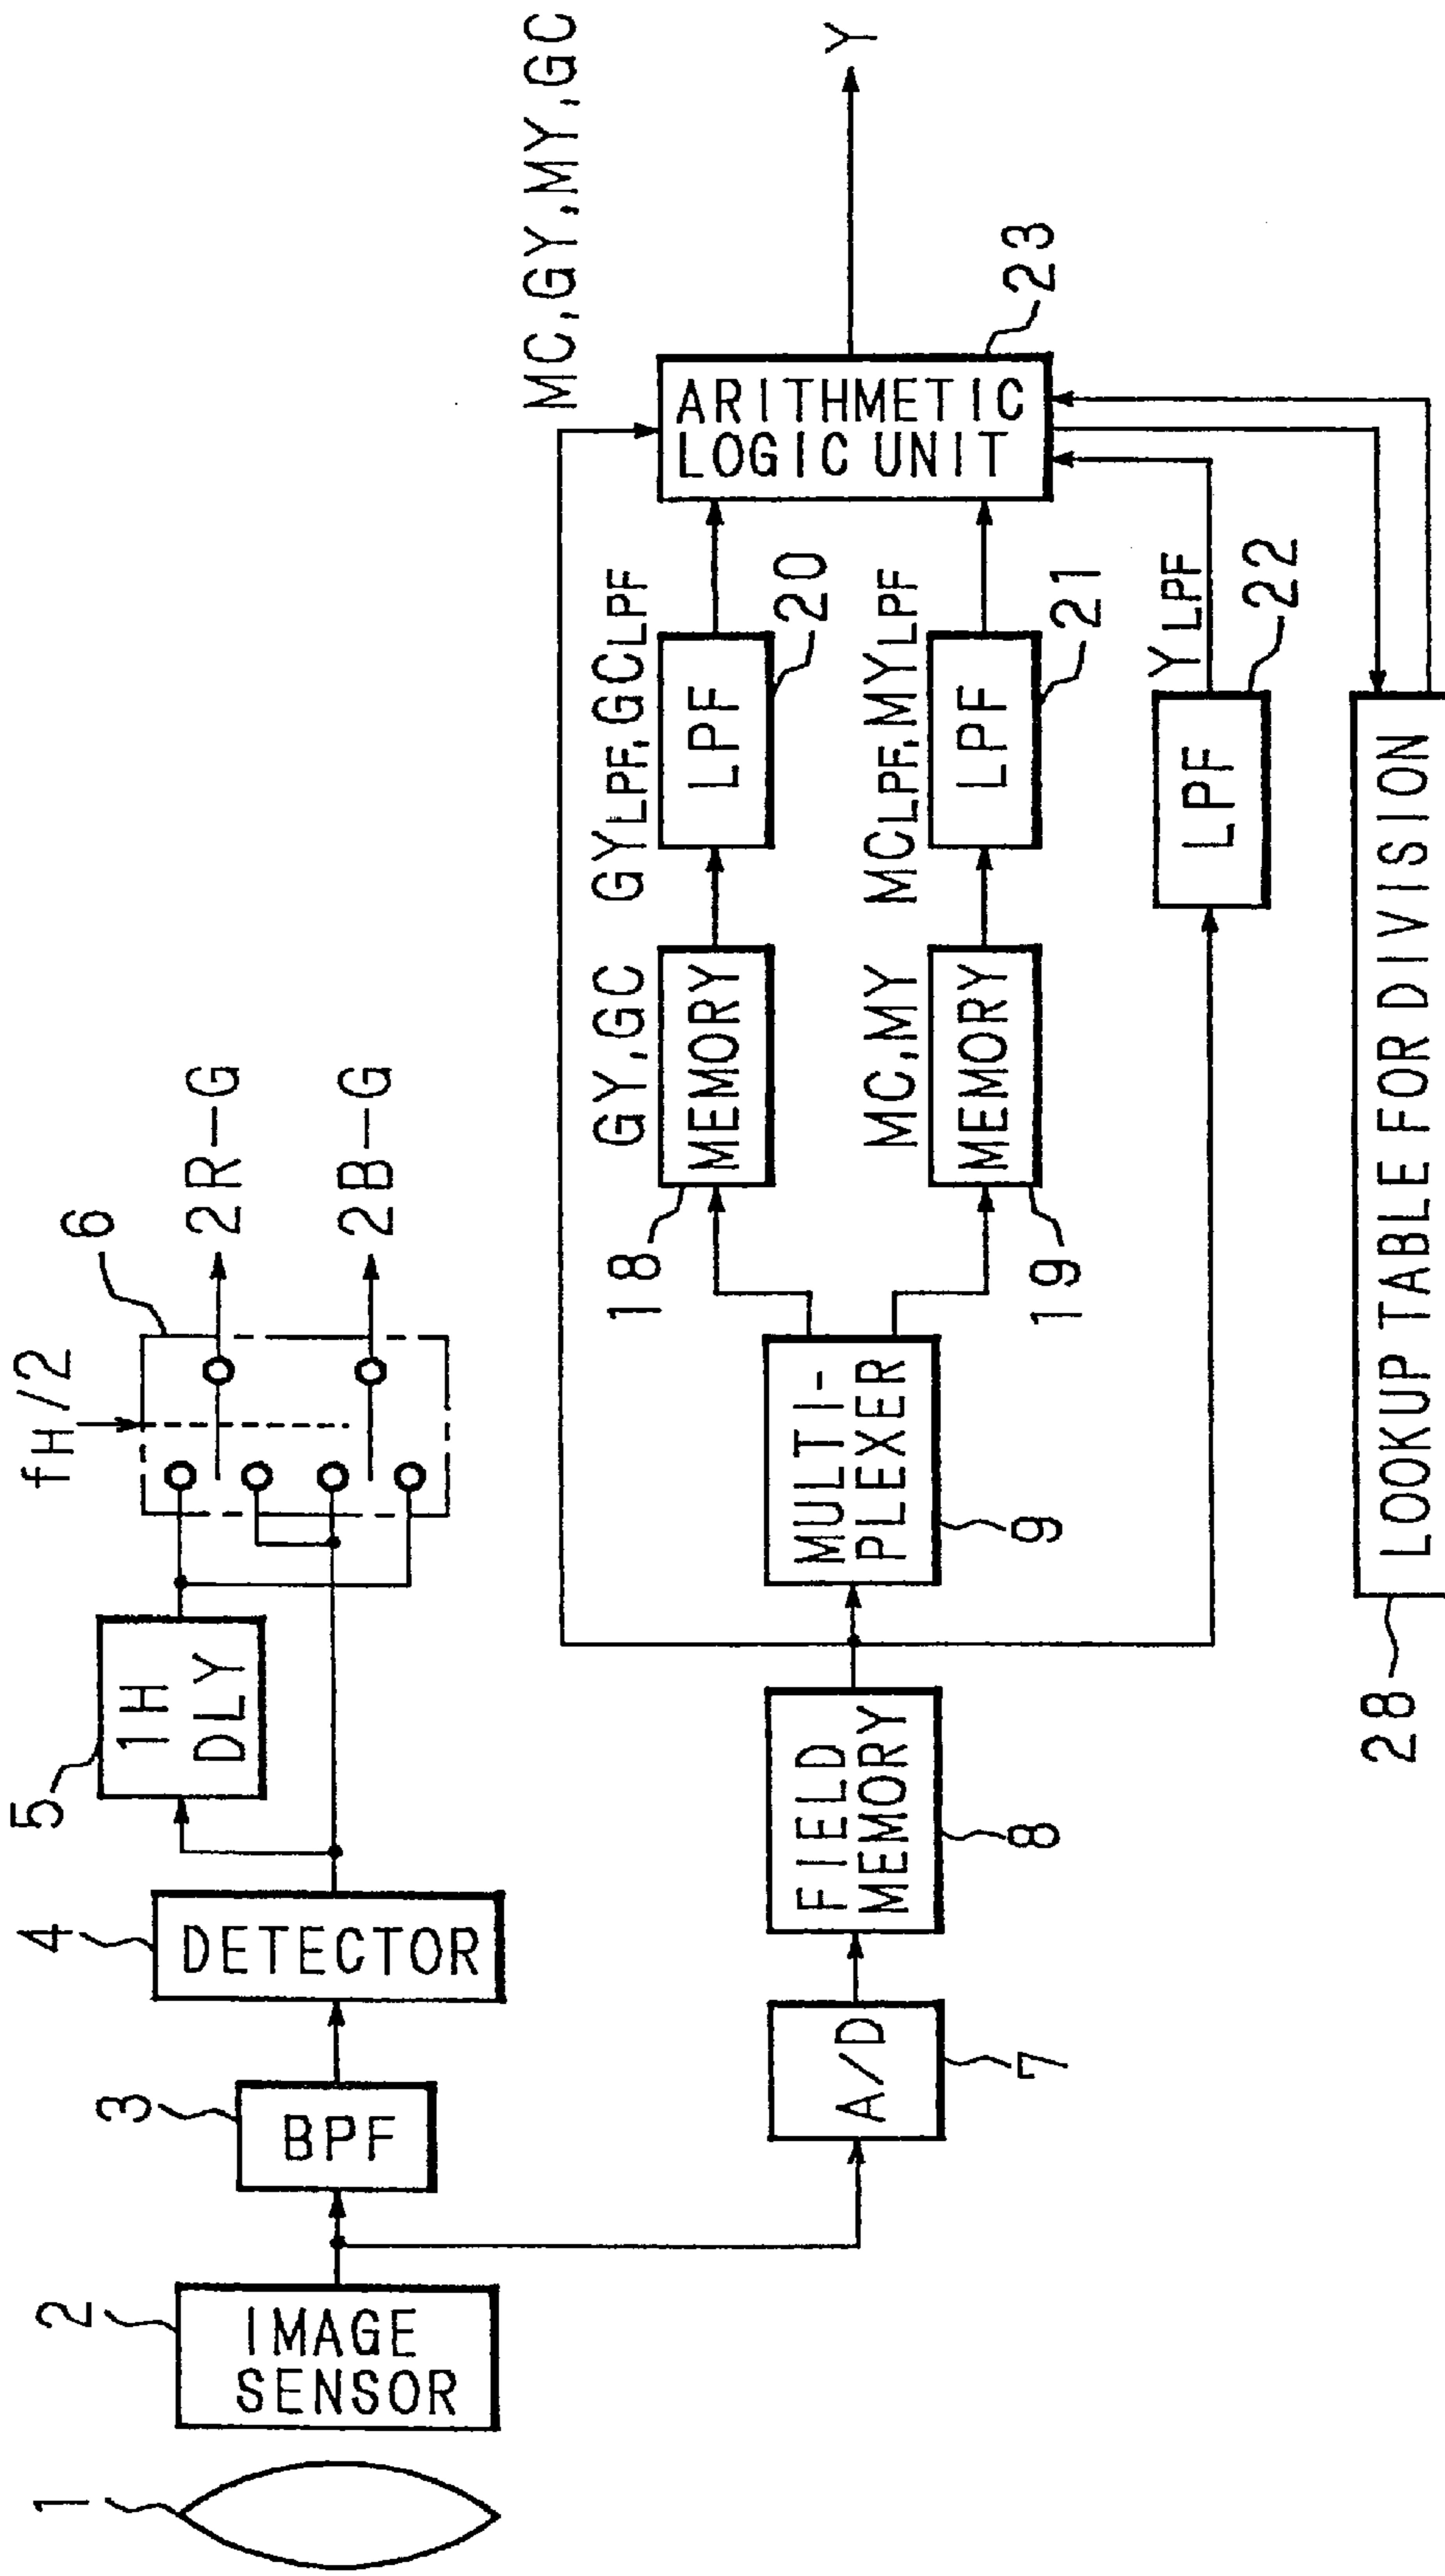 1
2
IMAGE
SENSOR
3
BPF
4
DETECTOR
5
1H
DLY
fH/2
6
2R-G
2B-G
7
A/D
8
FIELD
MEMORY
9
MULTI-
PLEXER
18
MEMORY
GY,GC
19
MEMORY
MC,MY
GYLPF,GCLPF
LPF
20
MCLPF,MYLPF
LPF
21
YLPF
LPF
22
MC,GY,MY,GC
ARITHMETIC
LOGIC UNIT
23
Y
28
LOOKUP TABLE FOR DIVISION